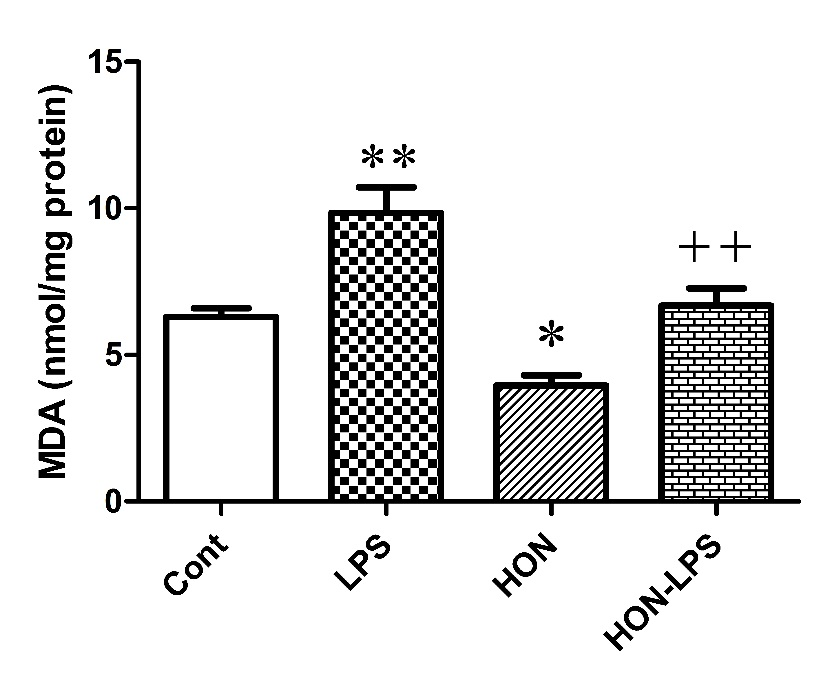 MDA (nmol/mg protein)
15
10
5
0
**
*
++
Cont
LPS
HON
HON-LPS